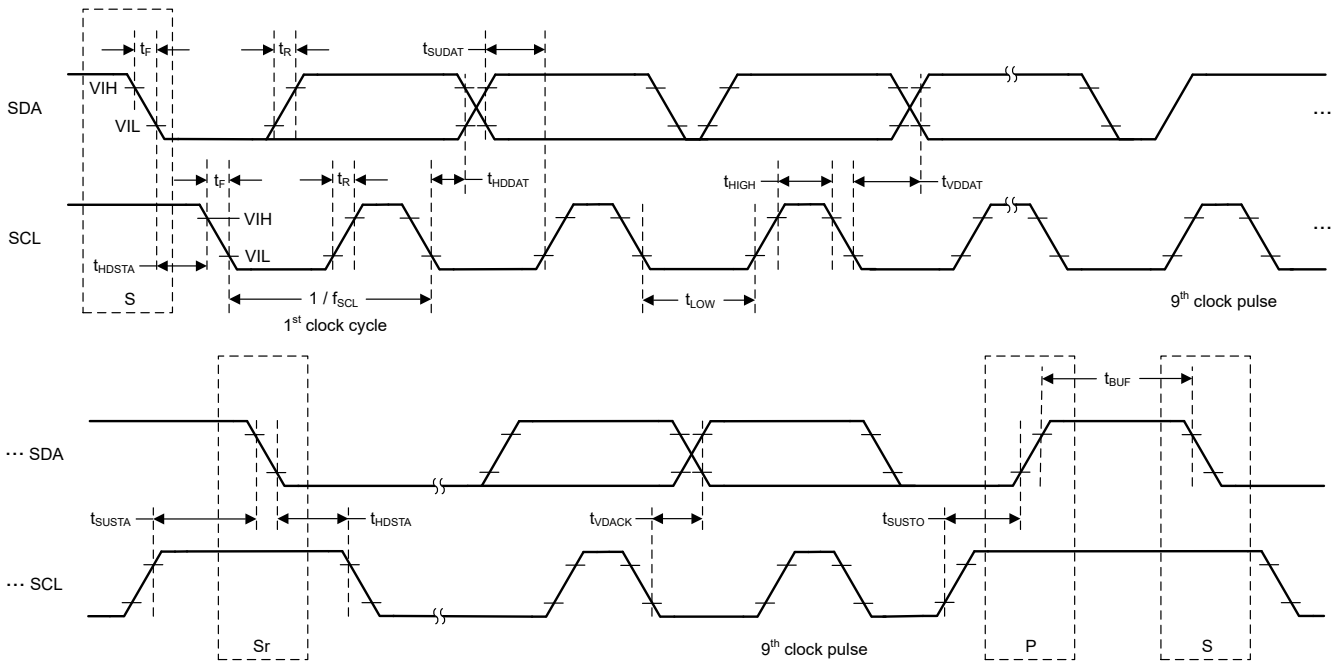 tF
tR
tSUDAT
VIH
SDA
VIL
...
tF
tR
tHDDAT
tHIGH
tVDDAT
VIH
SCL
VIL
...
tHDSTA
S
1 / fSCL
tLOW
1st clock cycle
9th clock pulse
tBUF
... SDA
tSUSTA
tHDSTA
tVDACK
tSUSTO
... SCL
Sr
9th clock pulse
P
S